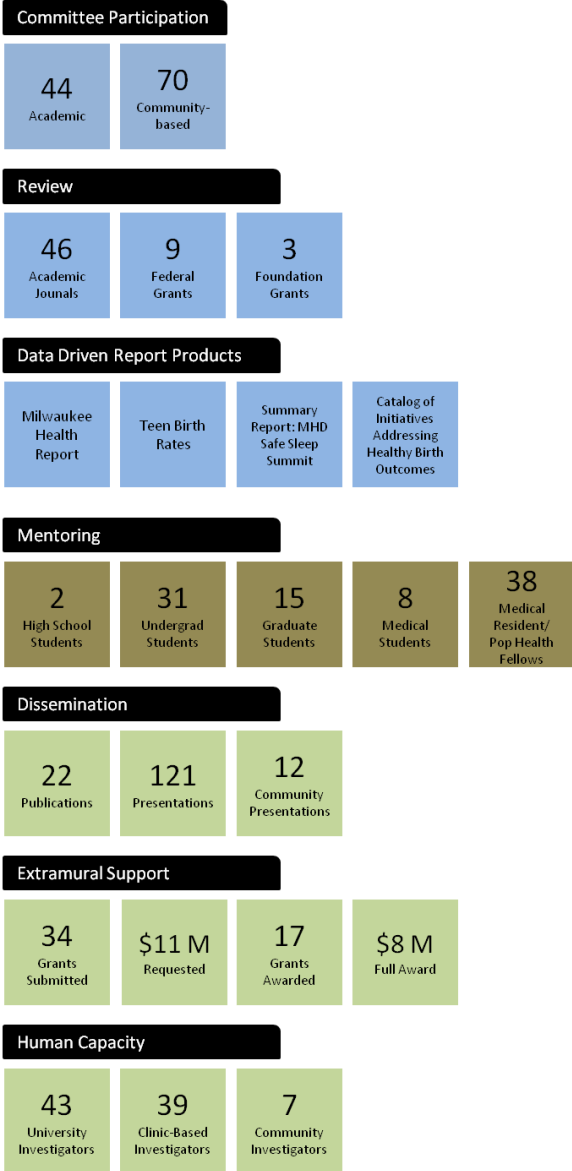 Committee Participation
44
Academic
70
Community-
based
Review
46
Academic
Jounals
9
Federal
Grants
3
Foundation
Grants
Data Driven Report Products
Milwaukee
Health
Report
Teen Birth
Rates
Summary
Report: MHD
Safe Sleep
Summit
Catalog of
Initiatives
Addressing
Healthy Birth
Outcomes
Mentoring
2
High School
Students
31
Undergrad
Students
15
Graduate
Students
8
Medical
Students
38
Medical
Resident/
Pop Health
Fellows
Dissemination
22
Publications
121
Presentations
12
Community
Presentations
Extramural Support
34
Grants
Submitted
$11 M
Requested
17
Grants
Awarded
$8 M
Full Award
Human Capacity
43
University
Investigators
39
Clinic-Based
Investigators
7
Community
Investigators